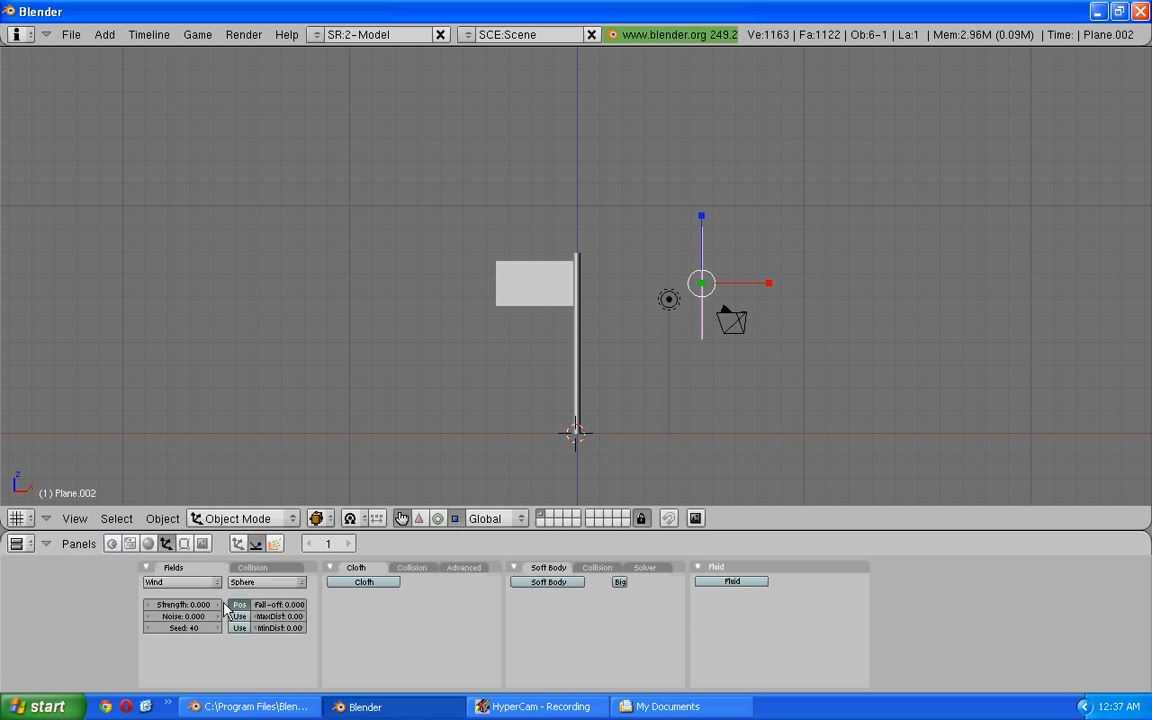 Blender
File Add Timeline Game Render Help SR:2-Model SCE:Scene www.blender.org 249.2 Ve:1163 | Fa:1122 | Ob:6-1 | La:1 | Mem:2.96M (0.09M) | Time: | Plane.002
z
x
(1) Plane.002
View Select Object Object Mode Global
Panels 1
Fields Collision Cloth Collision Advanced Soft Body Collision Solver Fluid
Wind Sphere Cloth Soft Body Big Fluid
Strength: 0.000 Pos Fall-off: 0.000
Noise: 0.000 Use MaxDist: 0.00
Seed: 40 Use MinDist: 0.00
start C:\Program Files\Blen... Blender HyperCam - Recording My Documents 12:37 AM